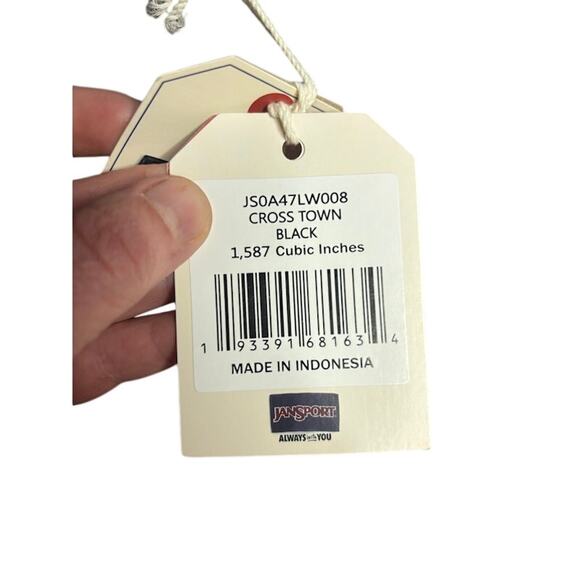 JS0A47LW008
CROSS TOWN
BLACK
1,587 Cubic Inches
1 93391 68163 4
MADE IN INDONESIA
JANSPORT
ALWAYS with YOU